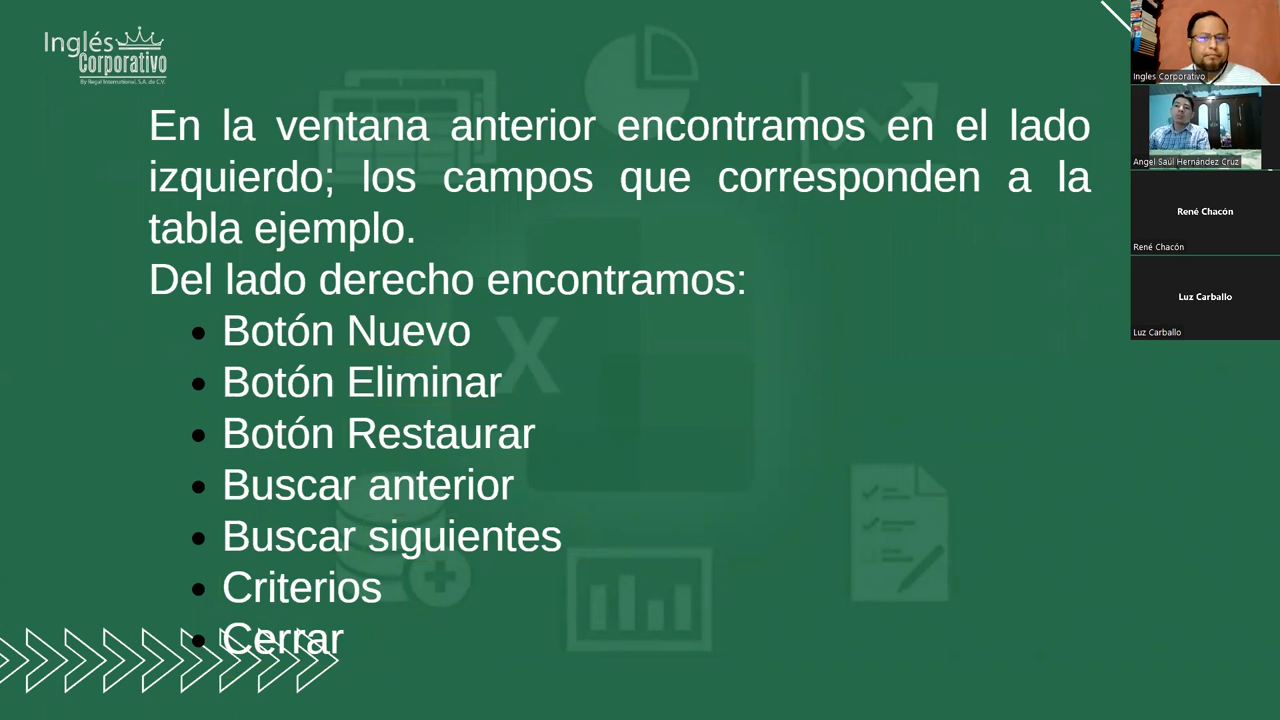 Inglés
Corporativo
By Regal International, S.A. de C.V.
En la ventana anterior encontramos en el lado
izquierdo; los campos que corresponden a la
tabla ejemplo.
Del lado derecho encontramos:
Botón Nuevo
Botón Eliminar
Botón Restaurar
Buscar anterior
Buscar siguientes
Criterios
Cerrar
X
Ingles Corporativo
Angel Saúl Hernández Cruz
René Chacón
René Chacón
Luz Carballo
Luz Carballo